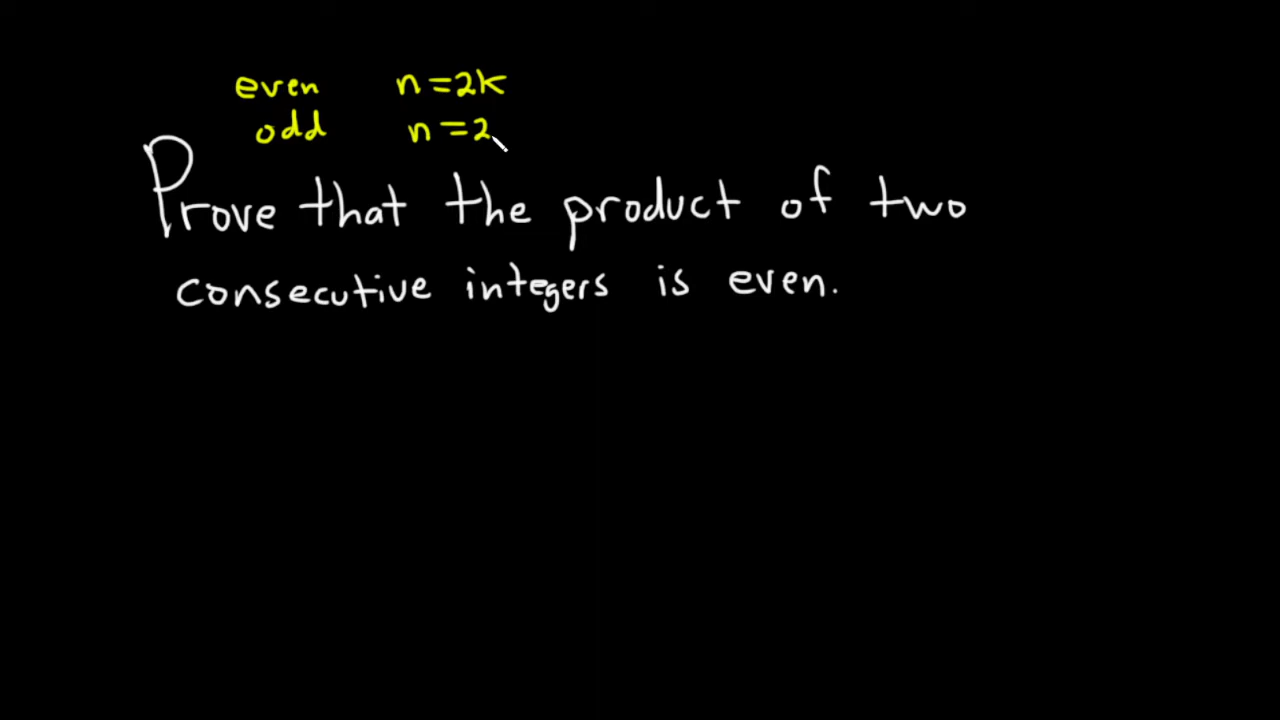 even n = 2k
odd n = 2
Prove that the product of two
consecutive integers is even.